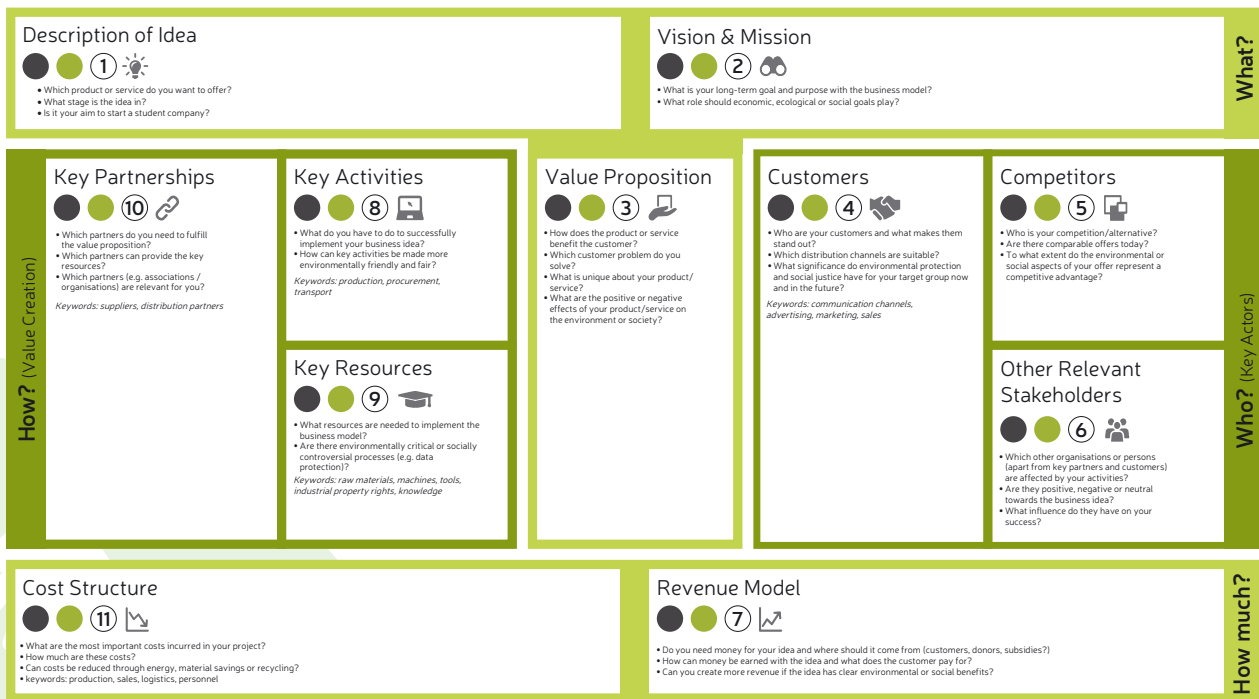 Description of Idea
1
• Which product or service do you want to offer?
• What stage is the idea in?
• Is it your aim to start a student company?
Vision & Mission
2
• What is your long-term goal and purpose with the business model?
• What role should economic, ecological or social goals play?
What?
How? (Value Creation)
Key Partnerships
10
• Which partners do you need to fulfill
the value proposition?
• Which partners can provide the key
resources?
• Which partners (e.g. associations /
organisations) are relevant for you?
Keywords: suppliers, distribution partners
Key Activities
8
• What do you have to do to successfully
implement your business idea?
• How can key activities be made more
environmentally friendly and fair?
Keywords: production, procurement,
transport
Key Resources
9
• What resources are needed to implement the
business model?
• Are there environmentally critical or socially
controversial processes (e.g. data
protection)?
Keywords: raw materials, machines, tools,
industrial property rights, knowledge
Value Proposition
3
• How does the product or service
benefit the customer?
• Which customer problem do you
solve?
• What is unique about your product/
service?
• What are the positive or negative
effects of your product/service on
the environment or society?
Customers
4
• Who are your customers and what makes them
stand out?
• Which distribution channels are suitable?
• What significance do environmental protection
and social justice have for your target group now
and in the future?
Keywords: communication channels,
advertising, marketing, sales
Competitors
5
• Who is your competition/alternative?
• Are there comparable offers today?
• To what extent do the environmental or
social aspects of your offer represent a
competitive advantage?
Other Relevant
Stakeholders
6
• Which other organisations or persons
(apart from key partners and customers)
are affected by your activities?
• Are they positive, negative or neutral
towards the business idea?
• What influence do they have on your
success?
Who? (Key Actors)
Cost Structure
11
• What are the most important costs incurred in your project?
• How much are these costs?
• Can costs be reduced through energy, material savings or recycling?
• keywords: production, sales, logistics, personnel
Revenue Model
7
• Do you need money for your idea and where should it come from (customers, donors, subsidies?)
• How can money be earned with the idea and what does the customer pay for?
• Can you create more revenue if the idea has clear environmental or social benefits?
How much?